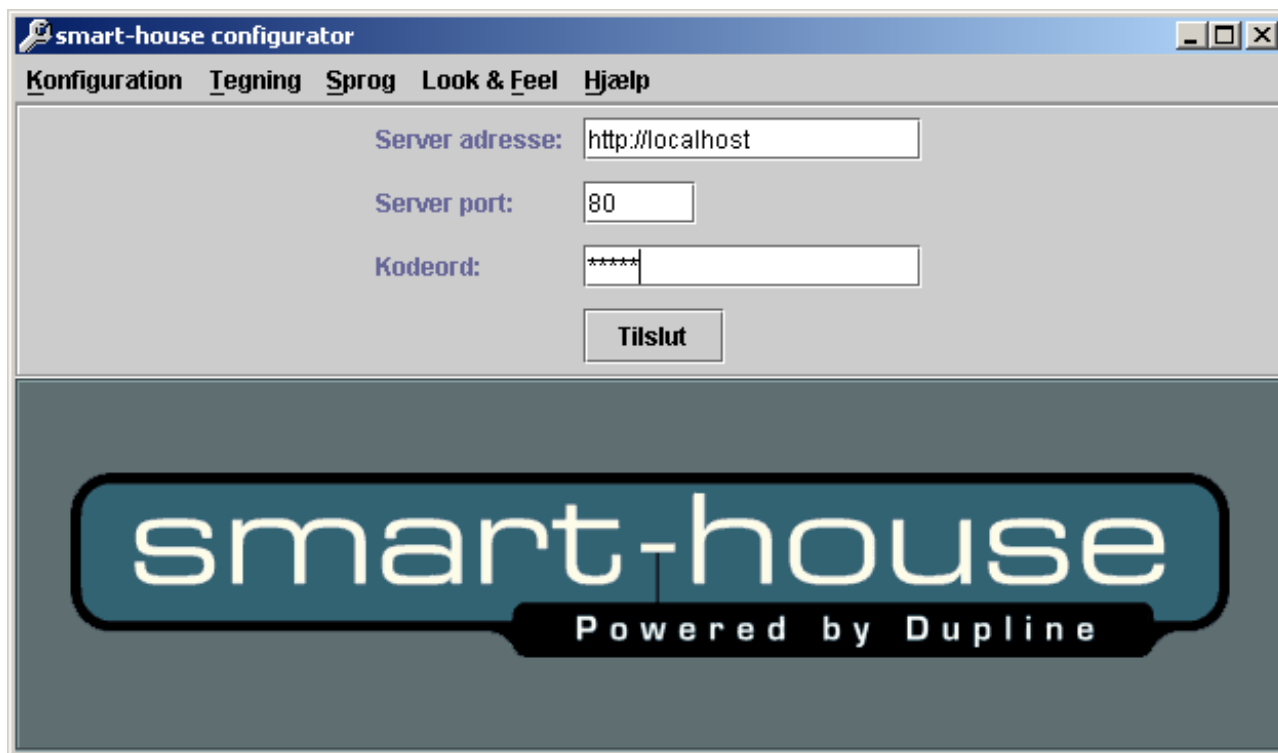 smart-house configurator
Konfiguration Tegning Sprog Look & Feel Hjælp
Server adresse: http://localhost
Server port: 80
Kodeord: *****
Tilslut
smart-house
Powered by Dupline